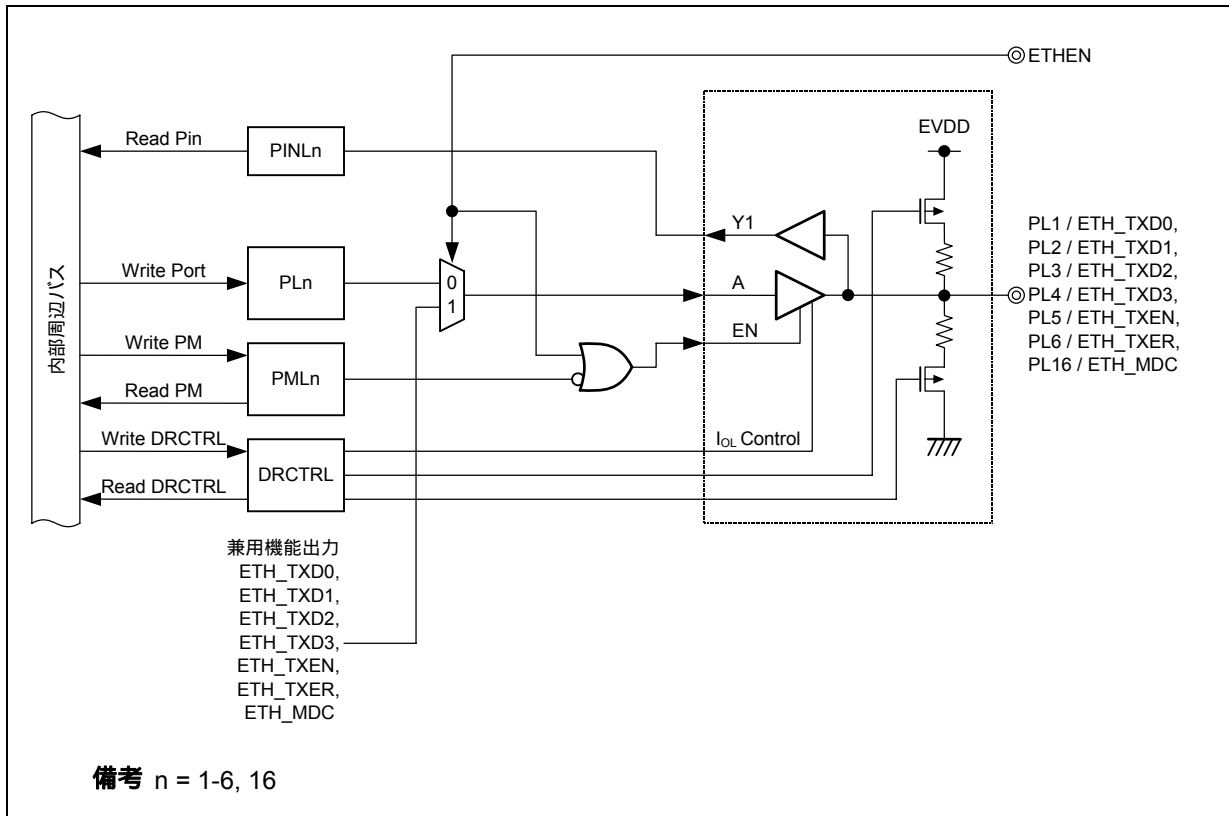 ETHEN
内部周辺バス
Read Pin
PINLn
EVDD
Y1
Write Port
PLn
0
1
A
EN
Write PM
PMLn
Read PM
Write DRCTRL
DRCTRL
Read DRCTRL
IOL Control
PL1 / ETH_TXD0,
PL2 / ETH_TXD1,
PL3 / ETH_TXD2,
PL4 / ETH_TXD3,
PL5 / ETH_TXEN,
PL6 / ETH_TXER,
PL16 / ETH_MDC
兼用機能出力
ETH_TXD0,
ETH_TXD1,
ETH_TXD2,
ETH_TXD3,
ETH_TXEN,
ETH_TXER,
ETH_MDC
備考 n = 1-6, 16